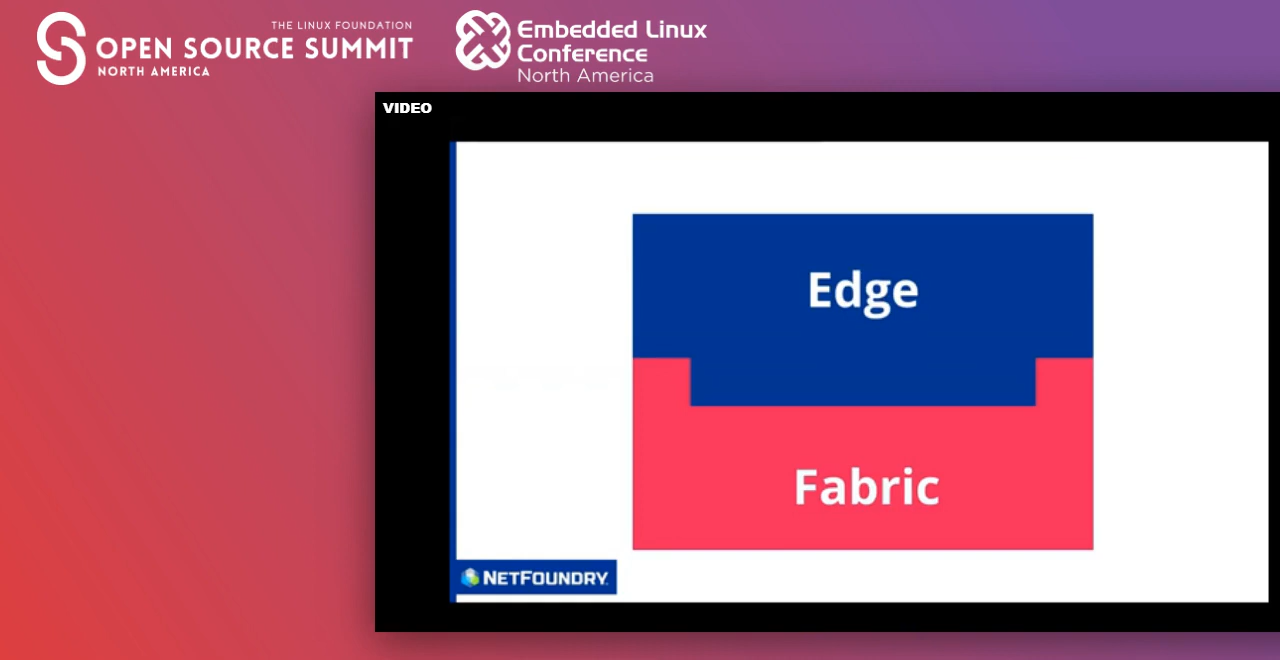 THE LINUX FOUNDATION
OPEN SOURCE SUMMIT
NORTH AMERICA
Embedded Linux
Conference
North America
VIDEO
Edge
Fabric
NETFOUNDRY